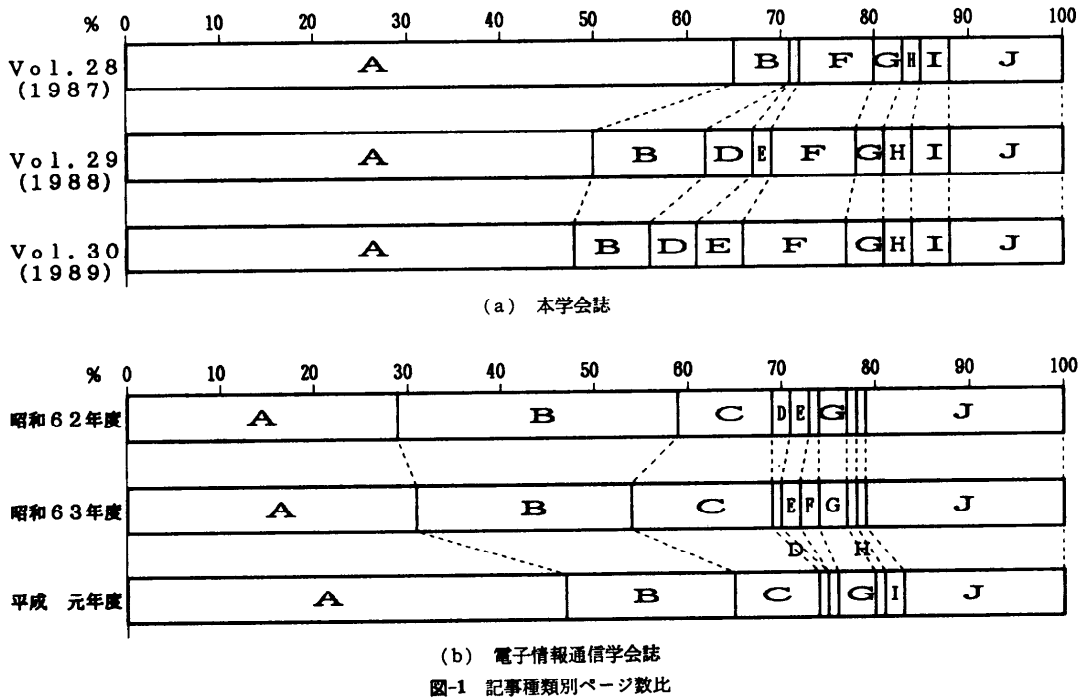 % 0 10 20 30 40 50 60 70 80 90 100
Vol.28 A B F G H I J
(1987)
Vol.29 A B D E F G H I J
(1988)
Vol.30 A B D E F G H I J
(1989)
(a) 本学会誌
% 0 10 20 30 40 50 60 70 80 90 100
昭和62年度 A B C D E G J
昭和63年度 A B C E F G J
D H
平成 元年度 A B C G I J
(b) 電子情報通信学会誌
図-1 記事種類別ページ数比